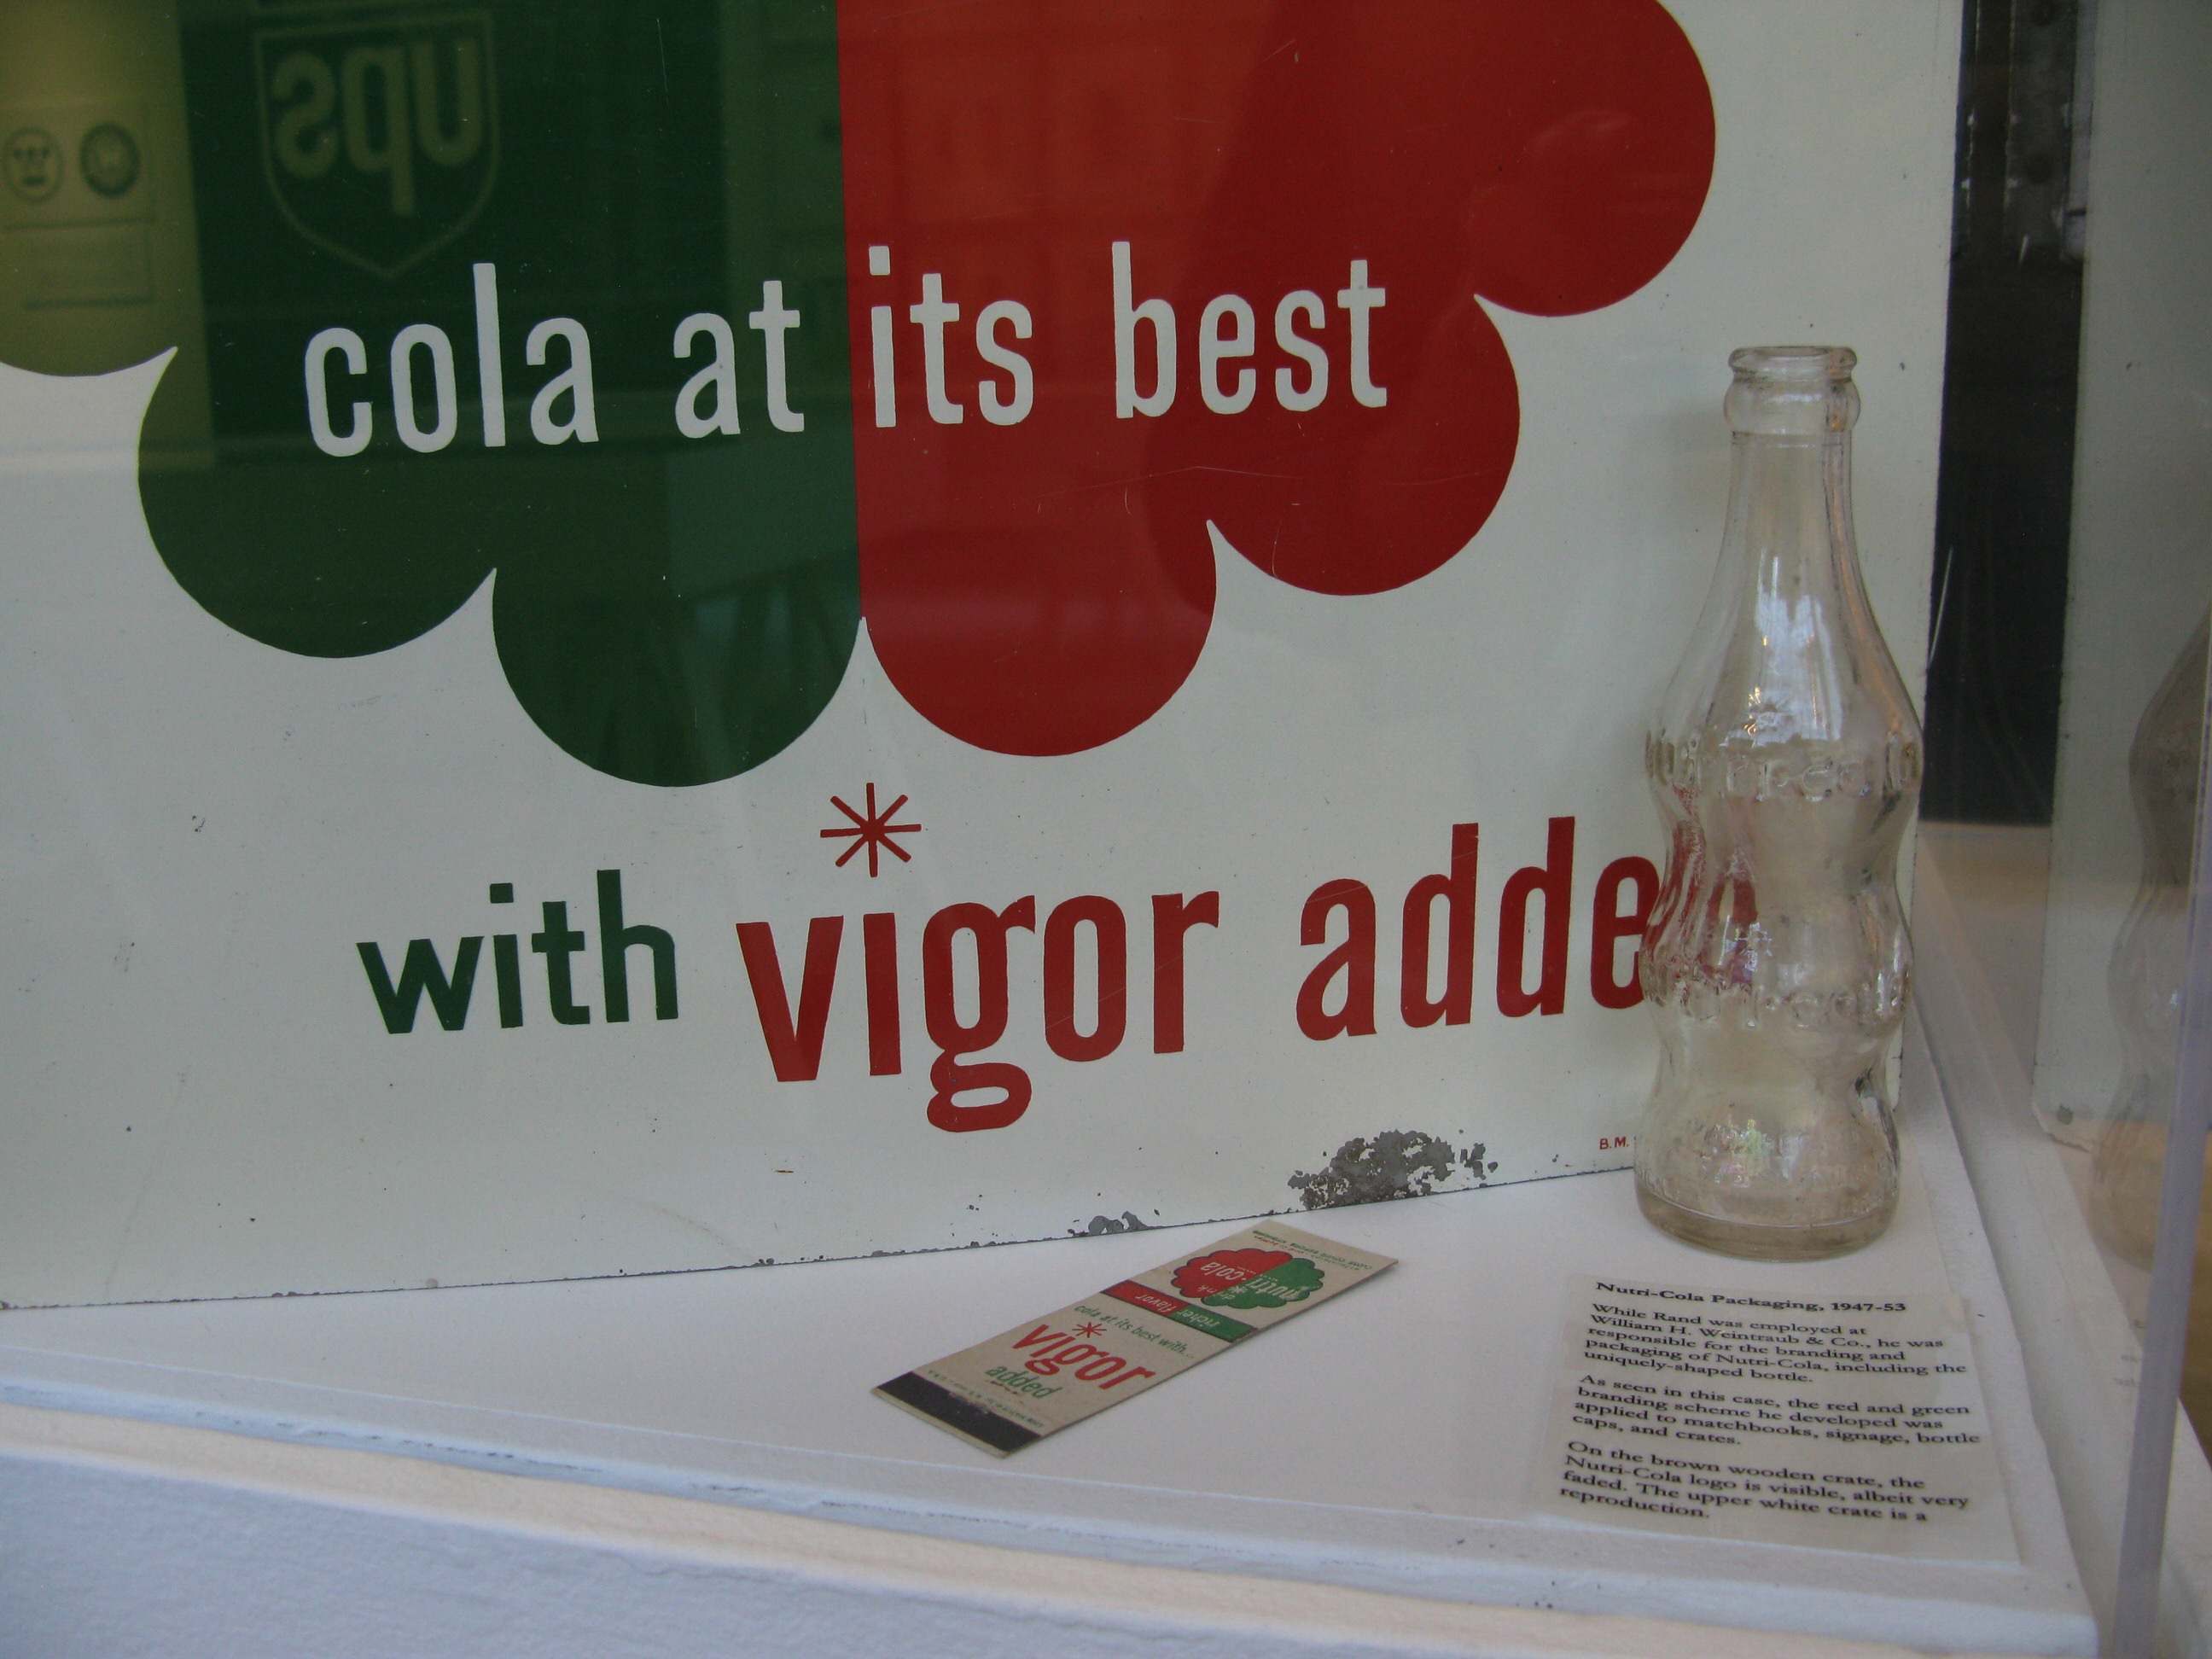 ups
cola at its best
with vigor adde
B.M.
drink
nutri-cola
richer flavor
cola at its best with...
vigor
added
Nutri-Cola Packaging, 1947-53
While Rand was employed at
William H. Weintraub & Co., he was
responsible for the branding and
packaging of Nutri-Cola, including the
uniquely-shaped bottle.
As seen in this case, the red and green
branding scheme he developed was
applied to matchbooks, signage, bottle
caps, and crates.
On the brown wooden crate, the
Nutri-Cola logo is visible, albeit very
faded. The upper white crate is a
reproduction.